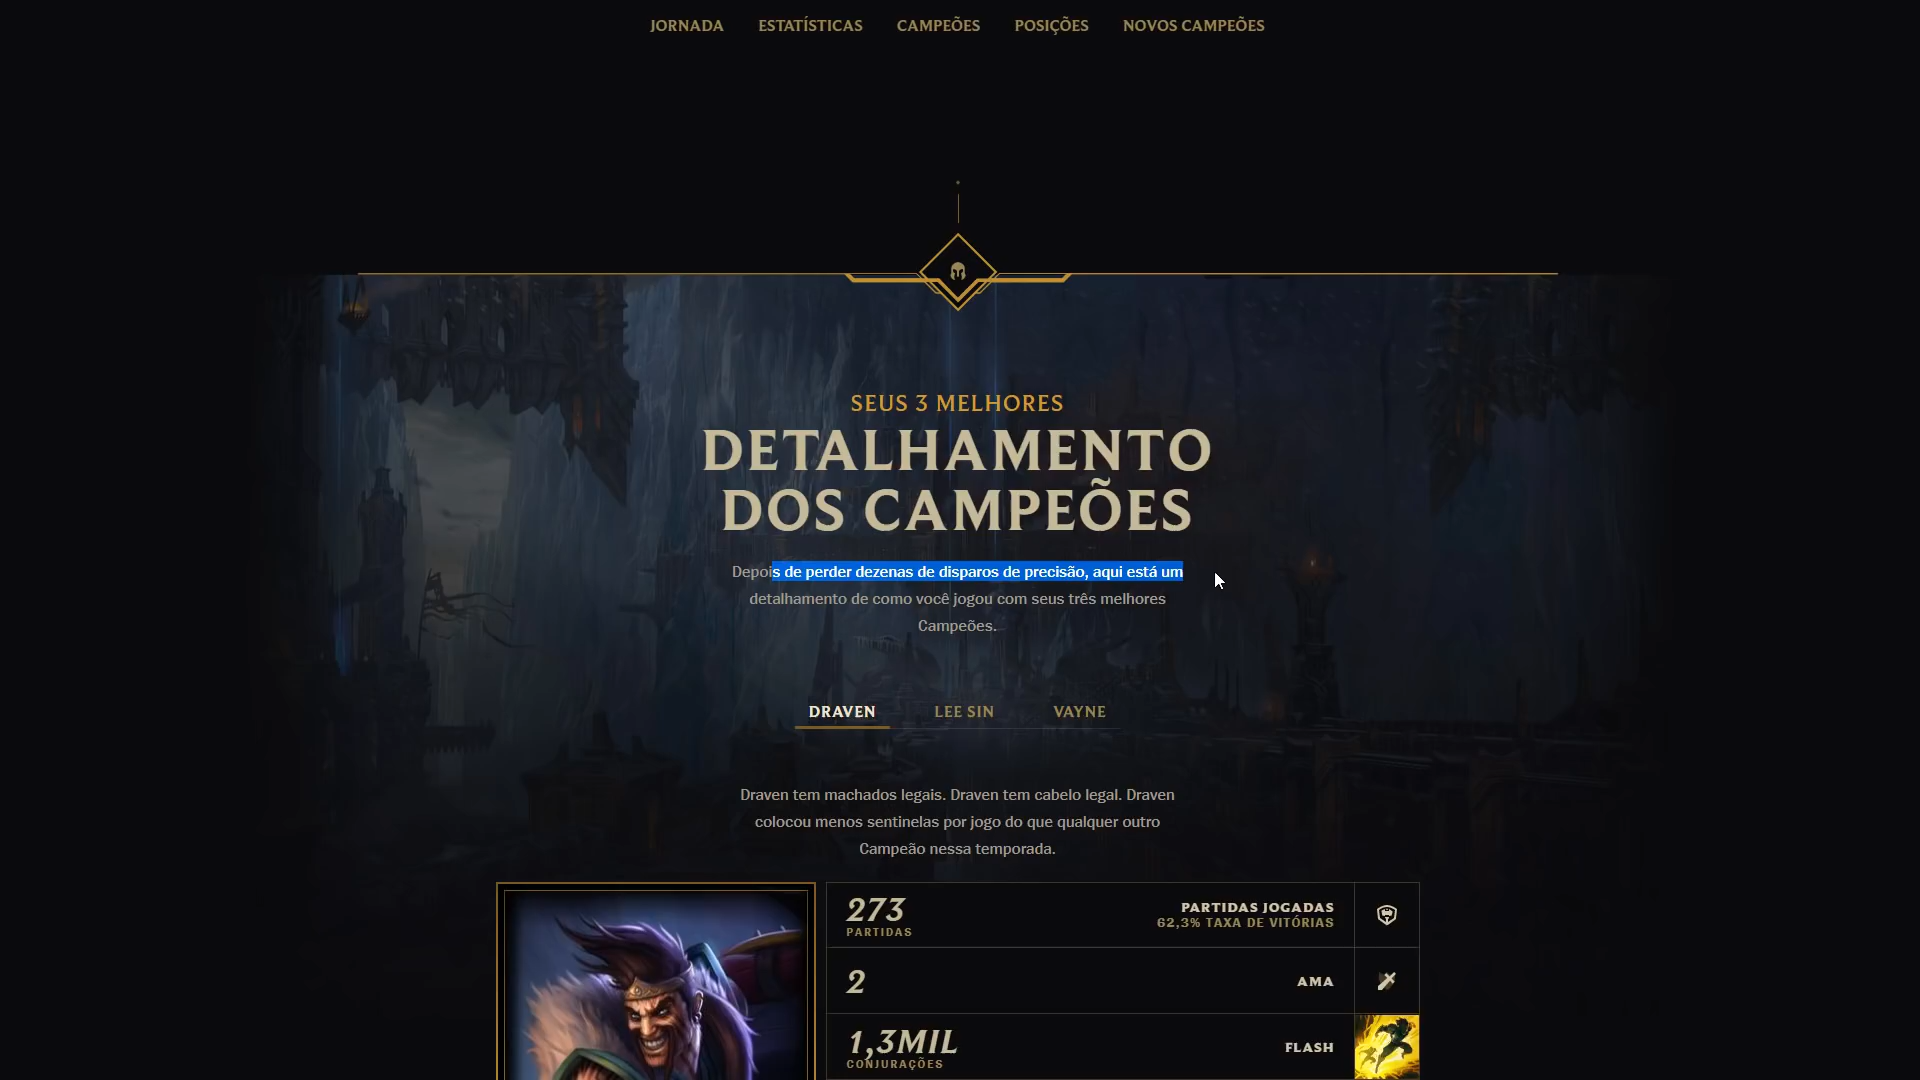 JORNADA ESTATÍSTICAS CAMPEÕES POSIÇÕES NOVOS CAMPEÕES
SEUS 3 MELHORES
DETALHAMENTO
DOS CAMPEÕES
Depois de perder dezenas de disparos de precisão, aqui está um
detalhamento de como você jogou com seus três melhores
Campeões.
DRAVEN LEE SIN VAYNE
Draven tem machados legais. Draven tem cabelo legal. Draven
colocou menos sentinelas por jogo do que qualquer outro
Campeão nessa temporada.
273
PARTIDAS
PARTIDAS JOGADAS
62,3% TAXA DE VITÓRIAS
2
AMA
1,3MIL
CONJURAÇÕES
FLASH